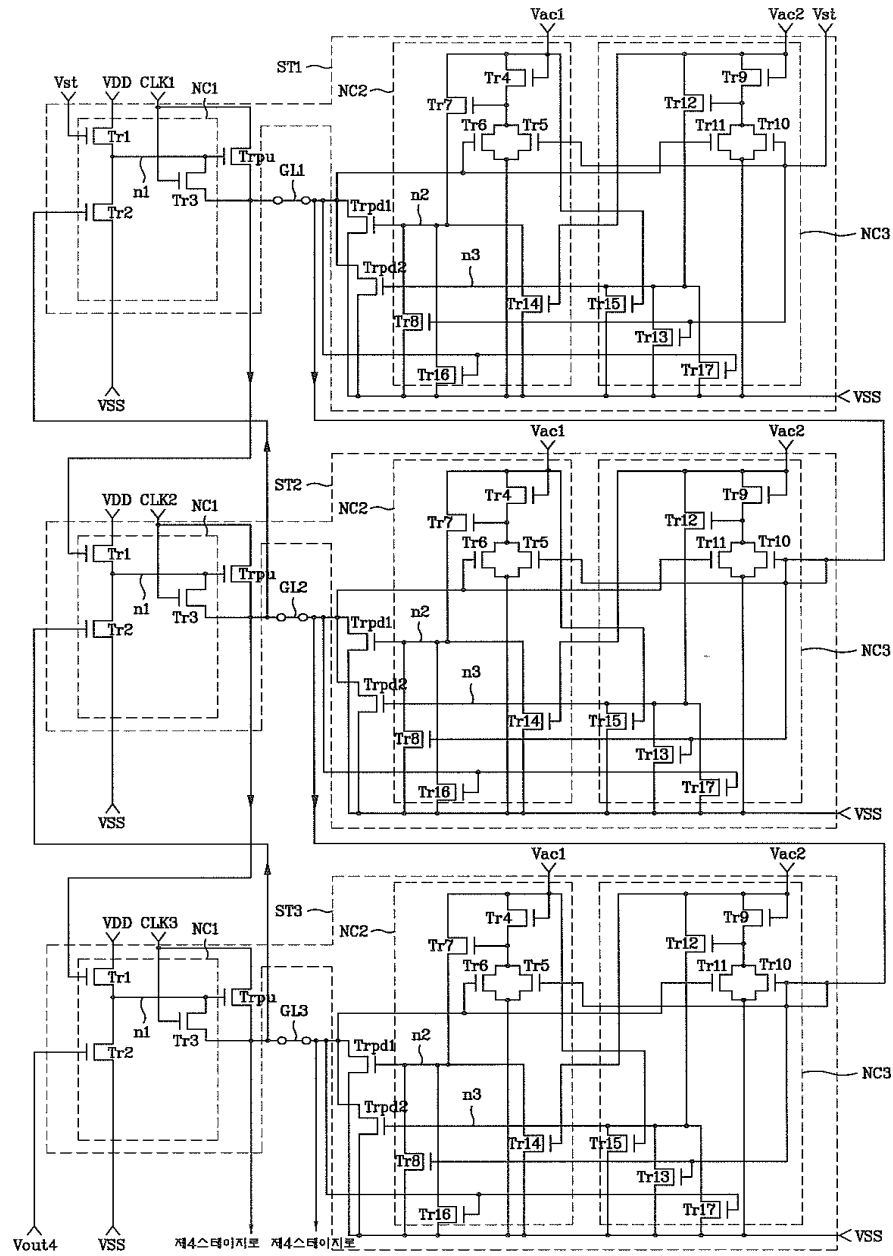 Vac1 Vac2 Vst
ST1
Vst VDD CLK1 NC1 NC2 Tr4 Tr9
Tr7 Tr12
Tr1 Tr6 Tr5 Tr11 Tr10
Trpu
n1 Tr3 GL1 n2
Tr2 Trpd1
NC3
Trpd2 n3
Tr14 Tr15
Tr8 Tr13
Tr16 Tr17
VSS VSS
Vac1 Vac2
ST2
VDD CLK2 NC1 NC2 Tr4 Tr9
Tr7 Tr12
Tr1 Tr6 Tr5 Tr11 Tr10
Trpu
n1 Tr3 GL2 n2
Tr2 Trpd1
NC3
Trpd2 n3
Tr14 Tr15
Tr8 Tr13
Tr16 Tr17
VSS VSS
Vac1 Vac2
ST3
VDD CLK3 NC1 NC2 Tr4 Tr9
Tr7 Tr12
Tr1 Tr6 Tr5 Tr11 Tr10
Trpu
n1 Tr3 GL3 n2
Tr2 Trpd1
NC3
Trpd2 n3
Tr14 Tr15
Tr8 Tr13
Tr16 Tr17
Vout4 VSS 제4스테이지로 제4스테이지로 VSS